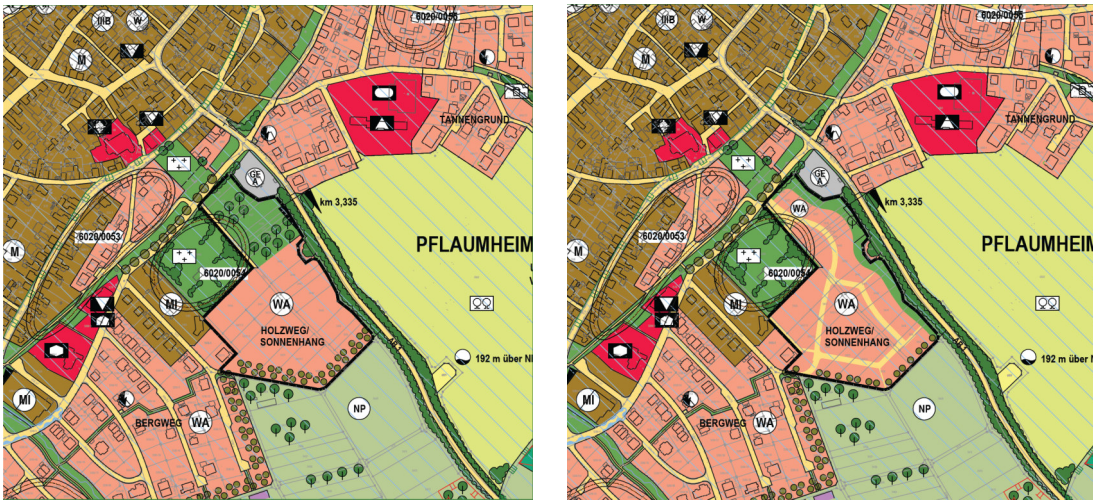 IIIB
W
6020/0056
M
TANNENGRUND
GE
A
km 3,335
6020/0053
M
PFLAUMHEIM
6020/0054
MI
WA
HOLZWEG/
SONNENHANG
192 m über N
MI
BERGWEG
WA
NP
IIIB
W
6020/0056
M
TANNENGRUND
GE
A
WA
km 3,335
6020/0053
M
PFLAUMHEIM
6020/0054
MI
WA
HOLZWEG/
SONNENHANG
192 m über N
MI
BERGWEG
WA
NP